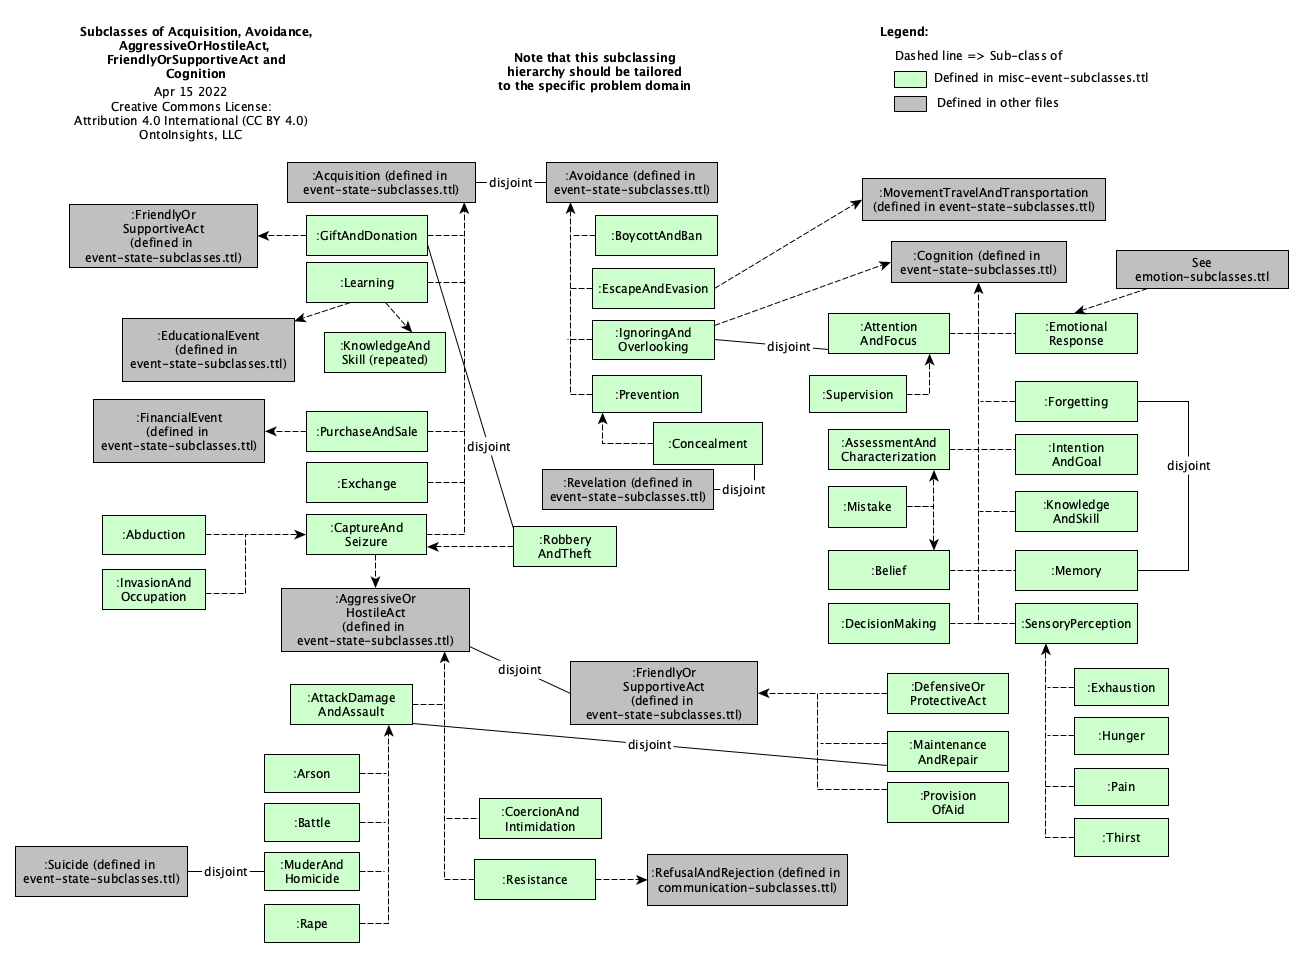 Subclasses of Acquisition, Avoidance,
AggressiveOrHostileAct,
FriendlyOrSupportiveAct and
Cognition
Apr 15 2022
Creative Commons License:
Attribution 4.0 International (CC BY 4.0)
OntoInsights, LLC
Note that this subclassing
hierarchy should be tailored
to the specific problem domain
Legend:
Dashed line => Sub-class of
Defined in misc-event-subclasses.ttl
Defined in other files
:Acquisition (defined in
event-state-subclasses.ttl)
disjoint
:Avoidance (defined in
event-state-subclasses.ttl)
:MovementTravelAndTransportation
(defined in event-state-subclasses.ttl)
:FriendlyOr
SupportiveAct
(defined in
event-state-subclasses.ttl)
:GiftAndDonation
:BoycottAndBan
:Cognition (defined in
event-state-subclasses.ttl)
See
emotion-subclasses.ttl
:Learning
:EscapeAndEvasion
:EducationalEvent
(defined in
event-state-subclasses.ttl)
:KnowledgeAnd
Skill (repeated)
:IgnoringAnd
Overlooking
disjoint
:Attention
AndFocus
:Emotional
Response
:Prevention
:Supervision
:Forgetting
:FinancialEvent
(defined in
event-state-subclasses.ttl)
:PurchaseAndSale
disjoint
:Concealment
:AssessmentAnd
Characterization
:Intention
AndGoal
disjoint
:Exchange
:Revelation (defined in
event-state-subclasses.ttl)
disjoint
:Mistake
:Knowledge
AndSkill
:Abduction
:CaptureAnd
Seizure
:Robbery
AndTheft
:Belief
:Memory
:InvasionAnd
Occupation
:AggressiveOr
HostileAct
(defined in
event-state-subclasses.ttl)
:DecisionMaking
:SensoryPerception
disjoint
:FriendlyOr
SupportiveAct
(defined in
event-state-subclasses.ttl)
:DefensiveOr
ProtectiveAct
:Exhaustion
:AttackDamage
AndAssault
disjoint
:Maintenance
AndRepair
:Hunger
:Arson
:Provision
OfAid
:Pain
:Battle
:CoercionAnd
Intimidation
:Thirst
:Suicide (defined in
event-state-subclasses.ttl)
disjoint
:MuderAnd
Homicide
:Resistance
:RefusalAndRejection (defined in
communication-subclasses.ttl)
:Rape